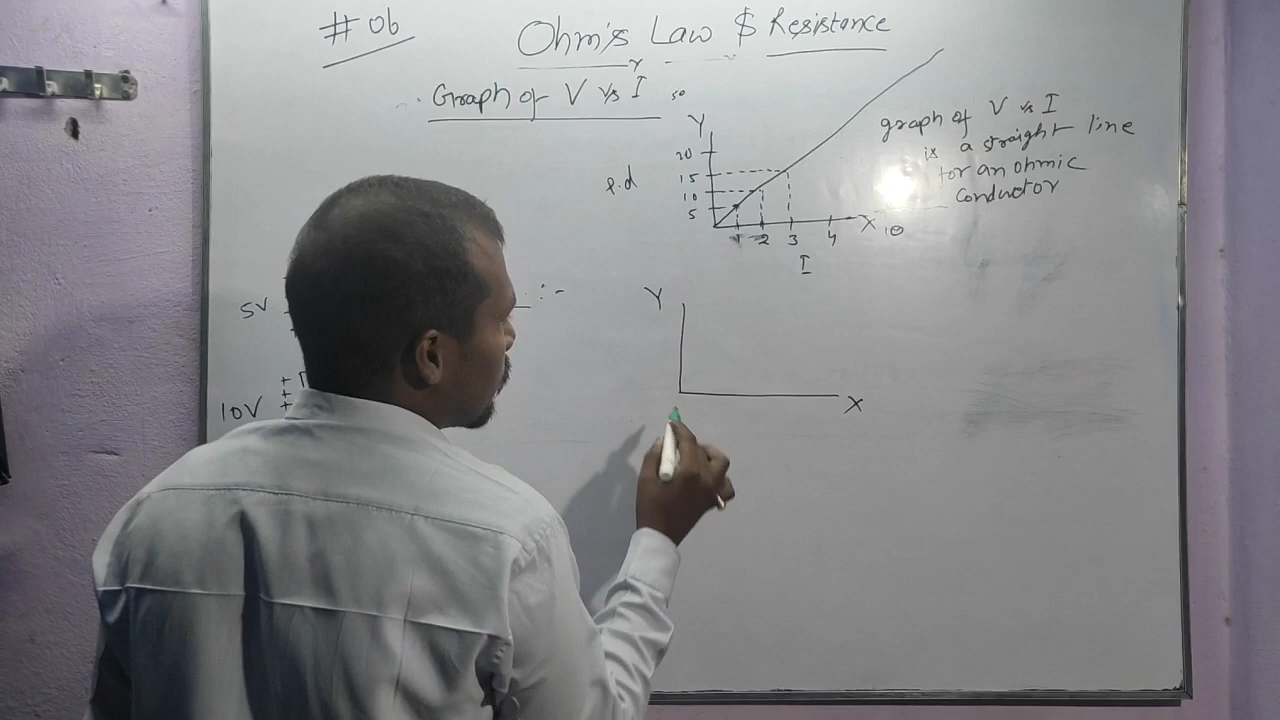 # 06
Ohm's Law $ Resistance
Graph of V Vs I
Y
20
15
10
5
p.d
1 2 3 4
X
I
graph of V Vs I
is a straight line
for an ohmic
conductor
5V
:-
Y
X
10V
+
+
+